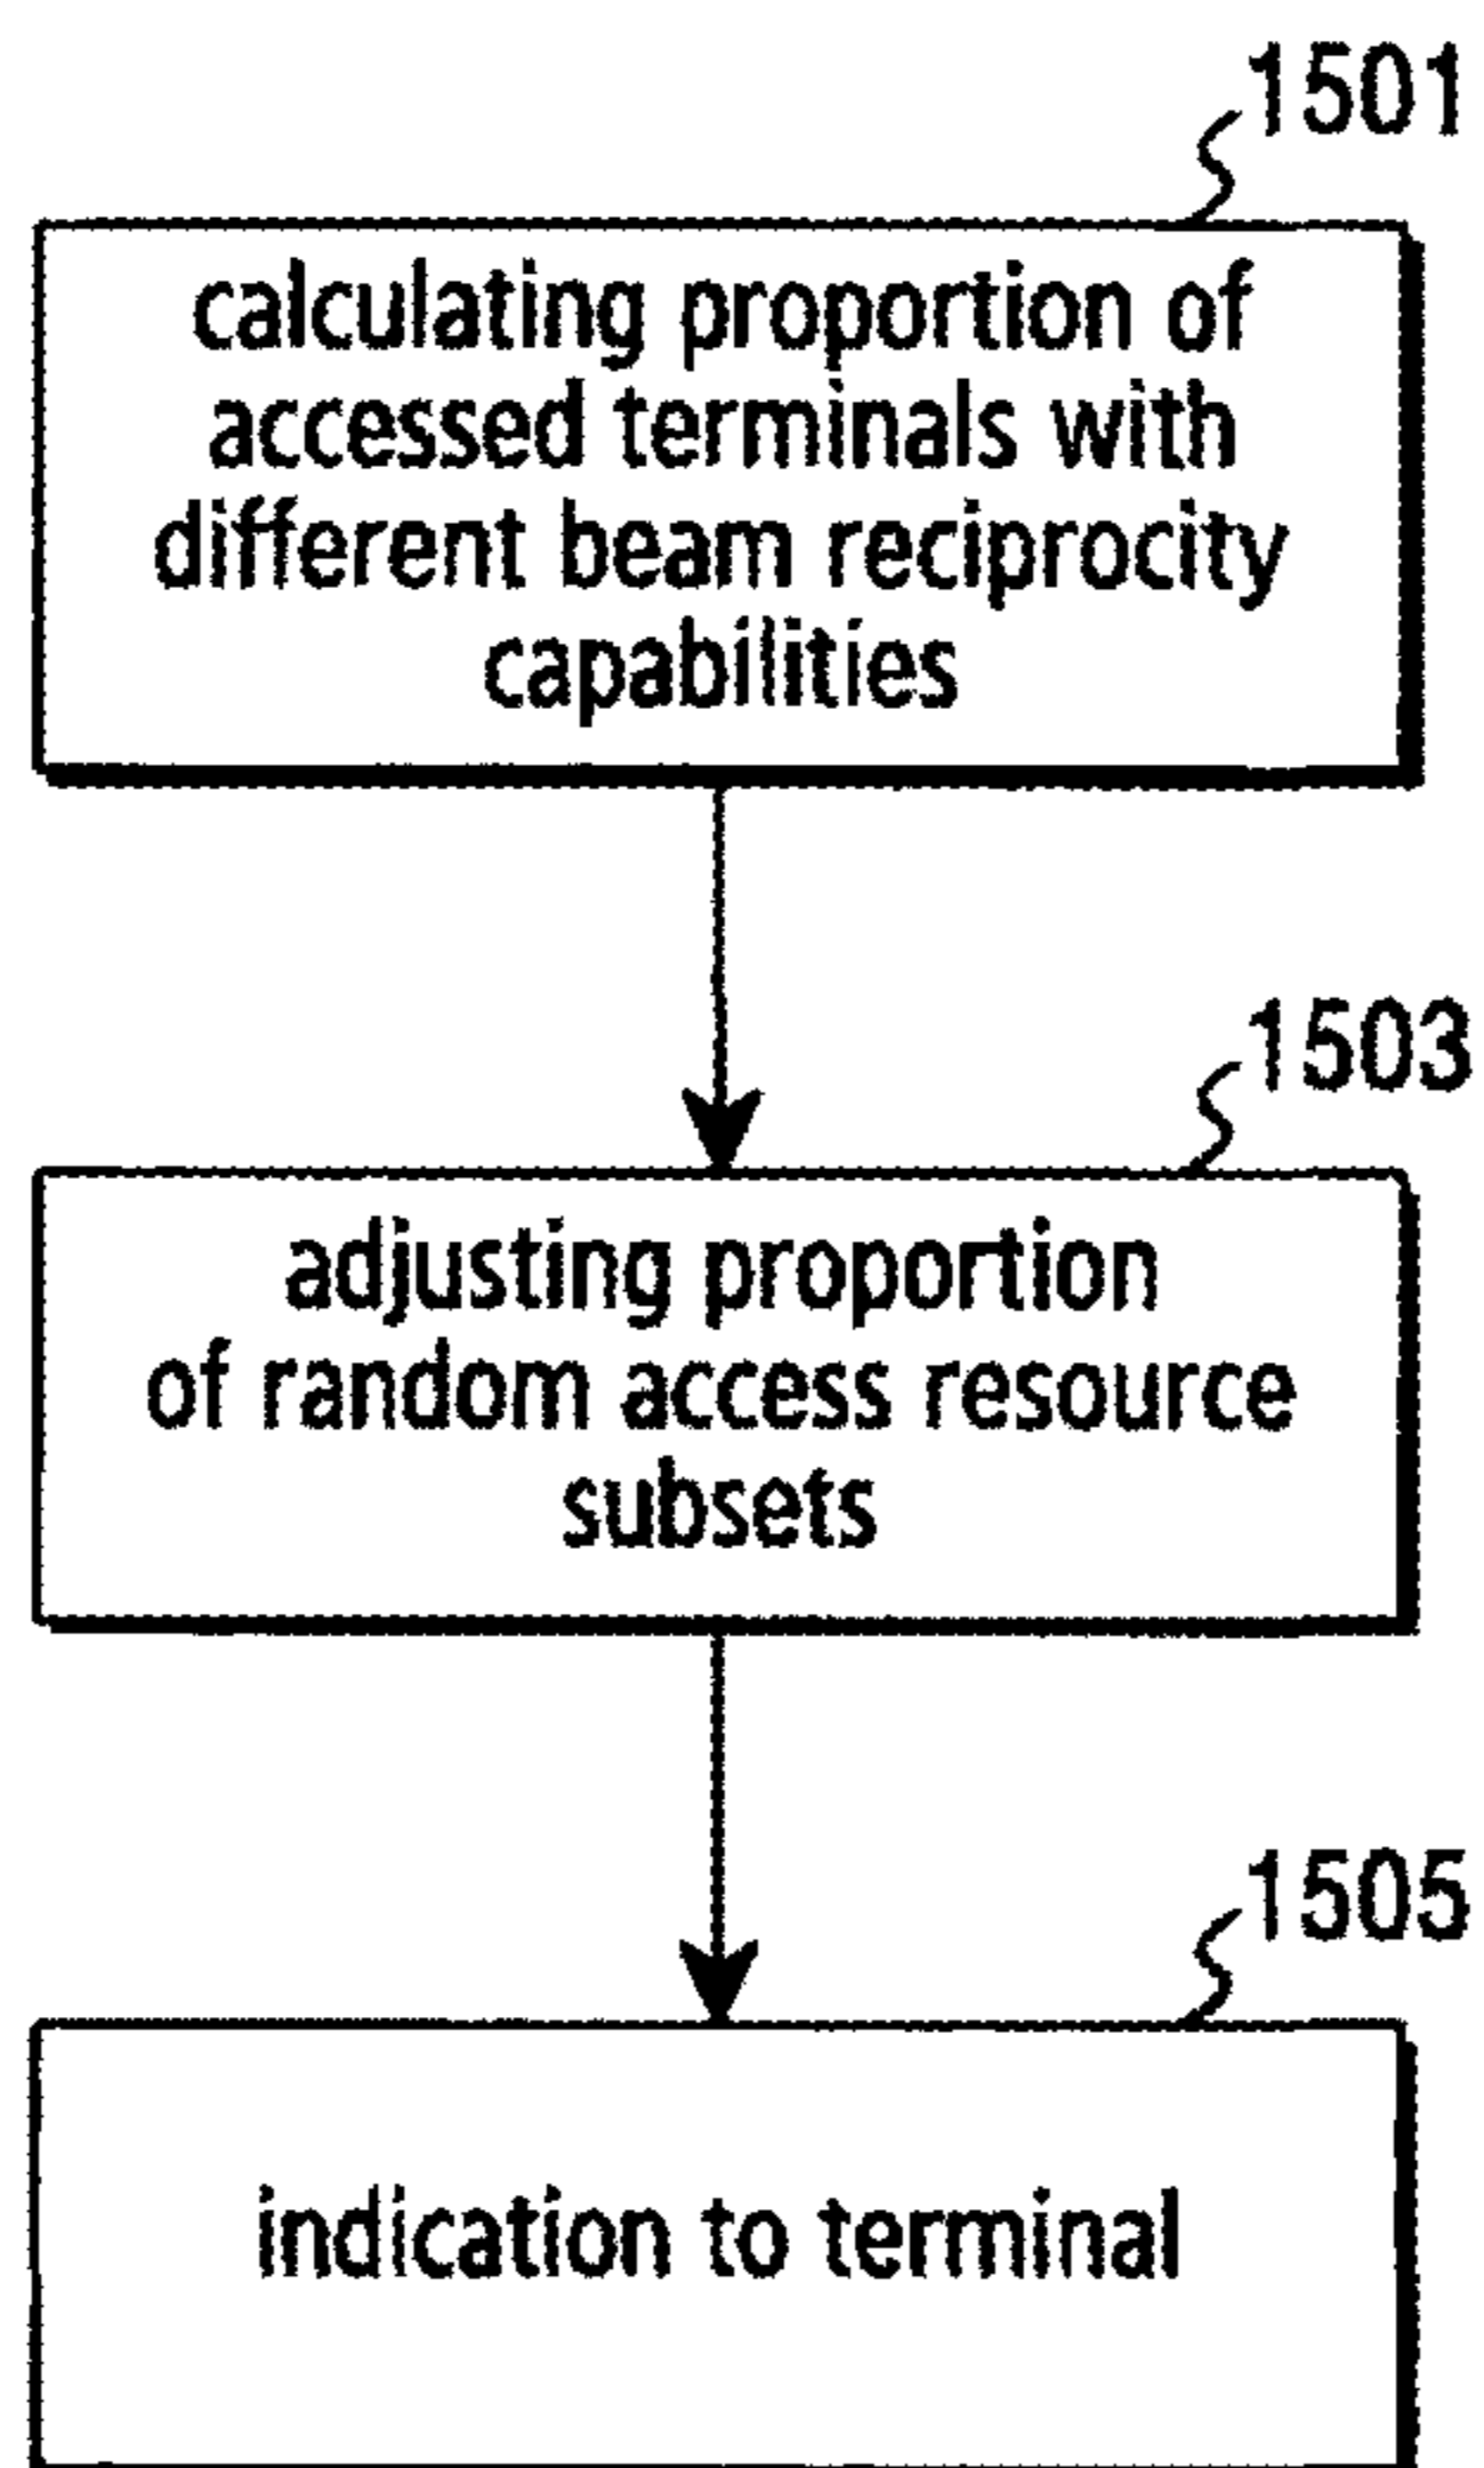 1501
calculating proportion of
accessed terminals with
different beam reciprocity
capabilities
1503
adjusting proportion
of random access resource
subsets
1505
indication to terminal